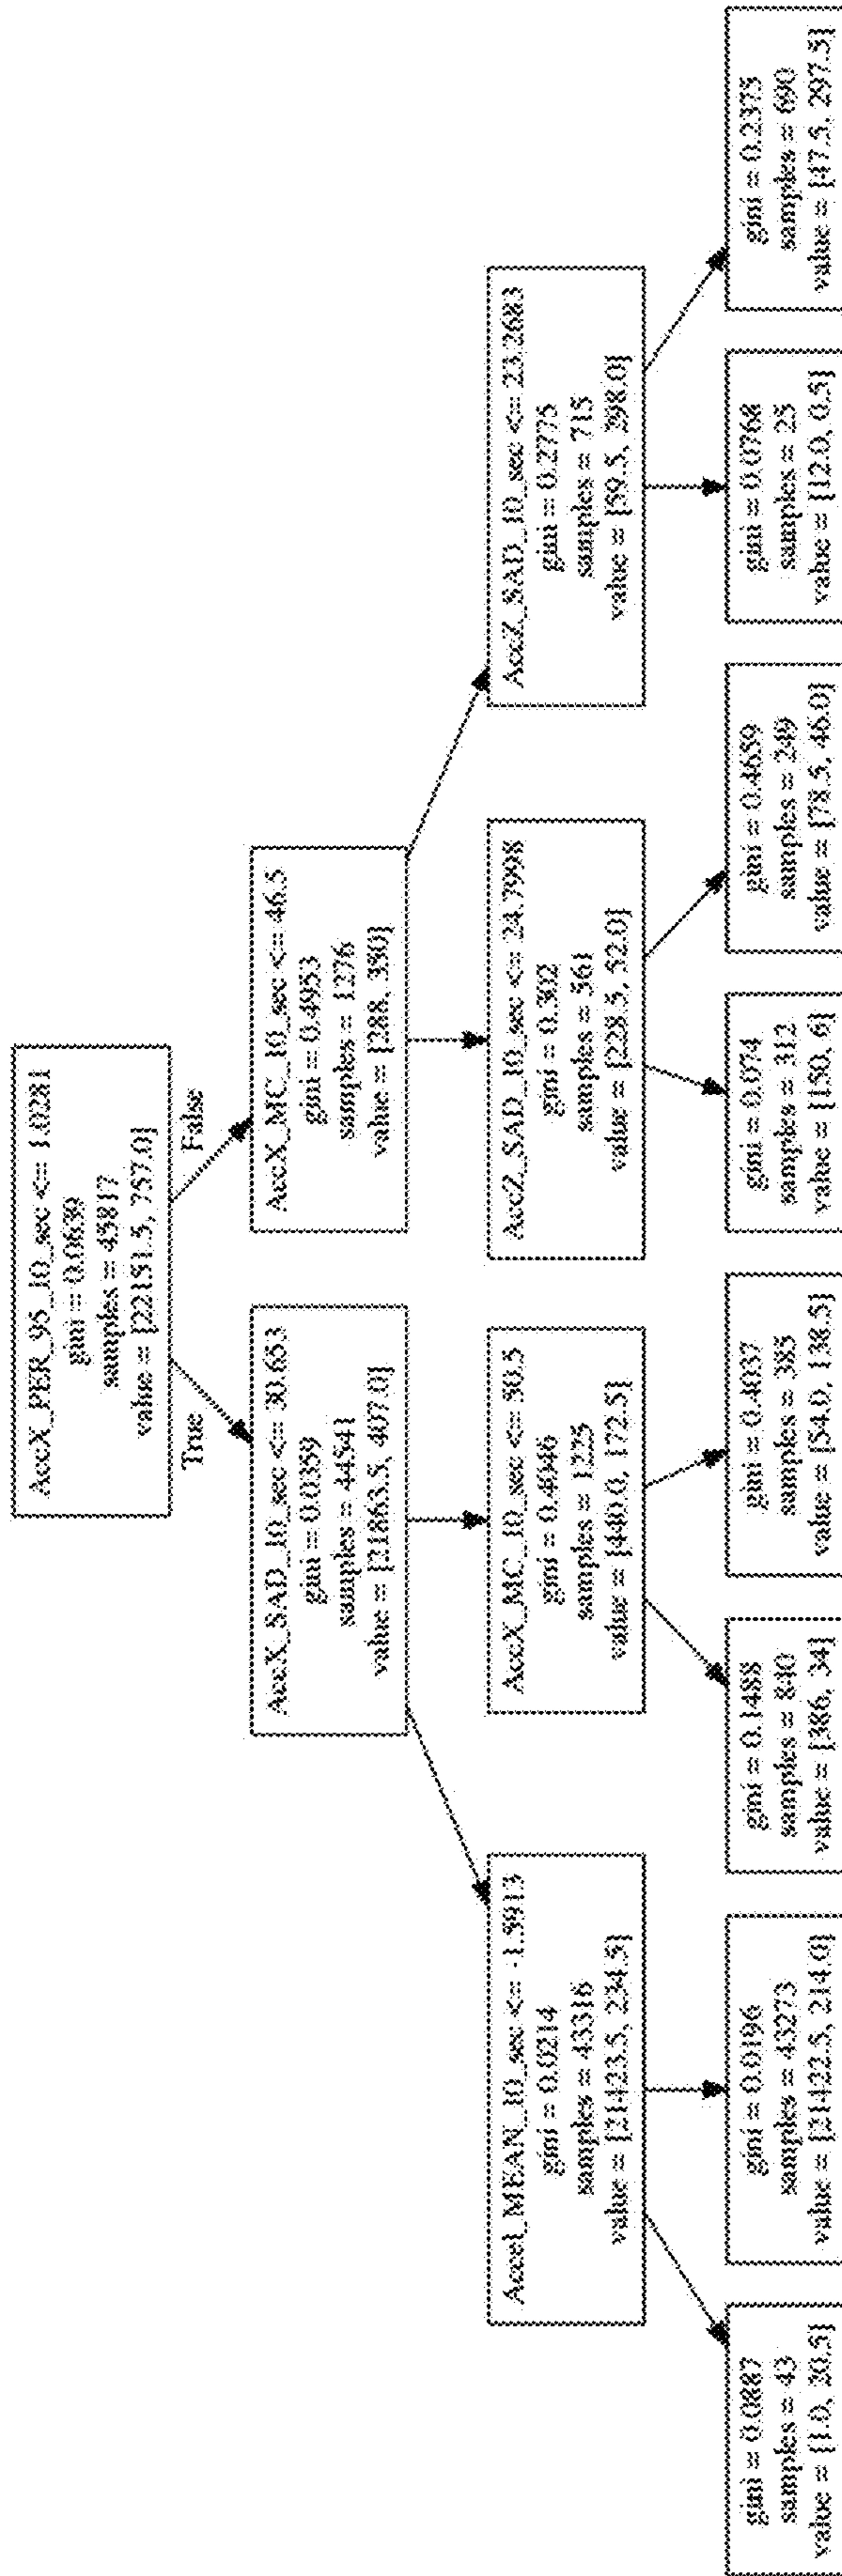 AccX_PER_95_10_sec <= 1.0281
gini = 0.0639
samples = 45817
value = [22151.5, 757.0]
True
False
AccX_SAD_10_sec <= 30.653
gini = 0.0359
samples = 44541
value = [21863.5, 407.0]
AccX_MC_10_sec <= 46.5
gini = 0.4953
samples = 1276
value = [288, 350]
Accel_MEAN_10_sec <= -1.5913
gini = 0.0214
samples = 43316
value = [21423.5, 234.5]
AccX_MC_10_sec <= 50.5
gini = 0.4046
samples = 1225
value = [440.0, 172.5]
AccZ_SAD_10_sec <= 24.7998
gini = 0.302
samples = 561
value = [228.5, 52.0]
AccZ_SAD_10_sec <= 23.2683
gini = 0.2775
samples = 715
value = [59.5, 298.0]
gini = 0.0887
samples = 43
value = [1.0, 20.5]
gini = 0.0196
samples = 43273
value = [21422.5, 214.0]
gini = 0.1488
samples = 840
value = [386, 34]
gini = 0.4037
samples = 385
value = [54.0, 138.5]
gini = 0.074
samples = 312
value = [150, 6]
gini = 0.4659
samples = 249
value = [78.5, 46.0]
gini = 0.0768
samples = 25
value = [12.0, 0.5]
gini = 0.2375
samples = 690
value = [47.5, 297.5]